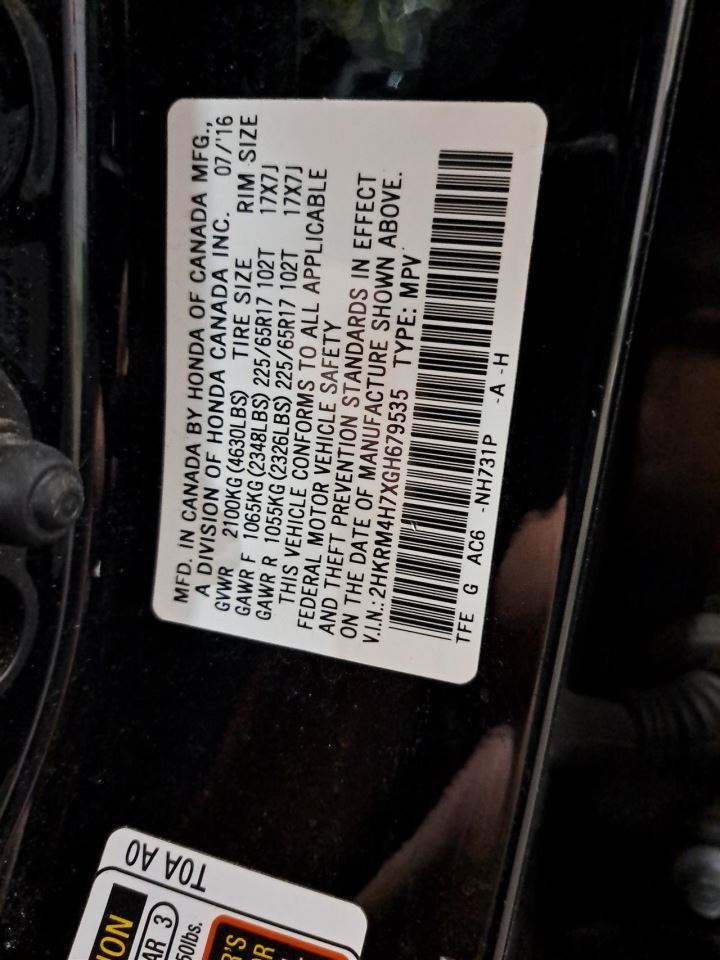 MFD. IN CANADA BY HONDA OF CANADA MFG.,
A DIVISION OF HONDA CANADA INC. 07/'16
GVWR 2100KG (4630LBS) TIRE SIZE RIM SIZE
GAWR F 1065KG (2348LBS) 225/65R17 102T 17X7J
GAWR R 1055KG (2326LBS) 225/65R17 102T 17X7J
THIS VEHICLE CONFORMS TO ALL APPLICABLE
FEDERAL MOTOR VEHICLE SAFETY
AND THEFT PREVENTION STANDARDS IN EFFECT
ON THE DATE OF MANUFACTURE SHOWN ABOVE.
V.I.N.: 2HKRM4H7XGH679535 TYPE: MPV
TFE G AC6 -NH731P -A -H
T0A A0
3